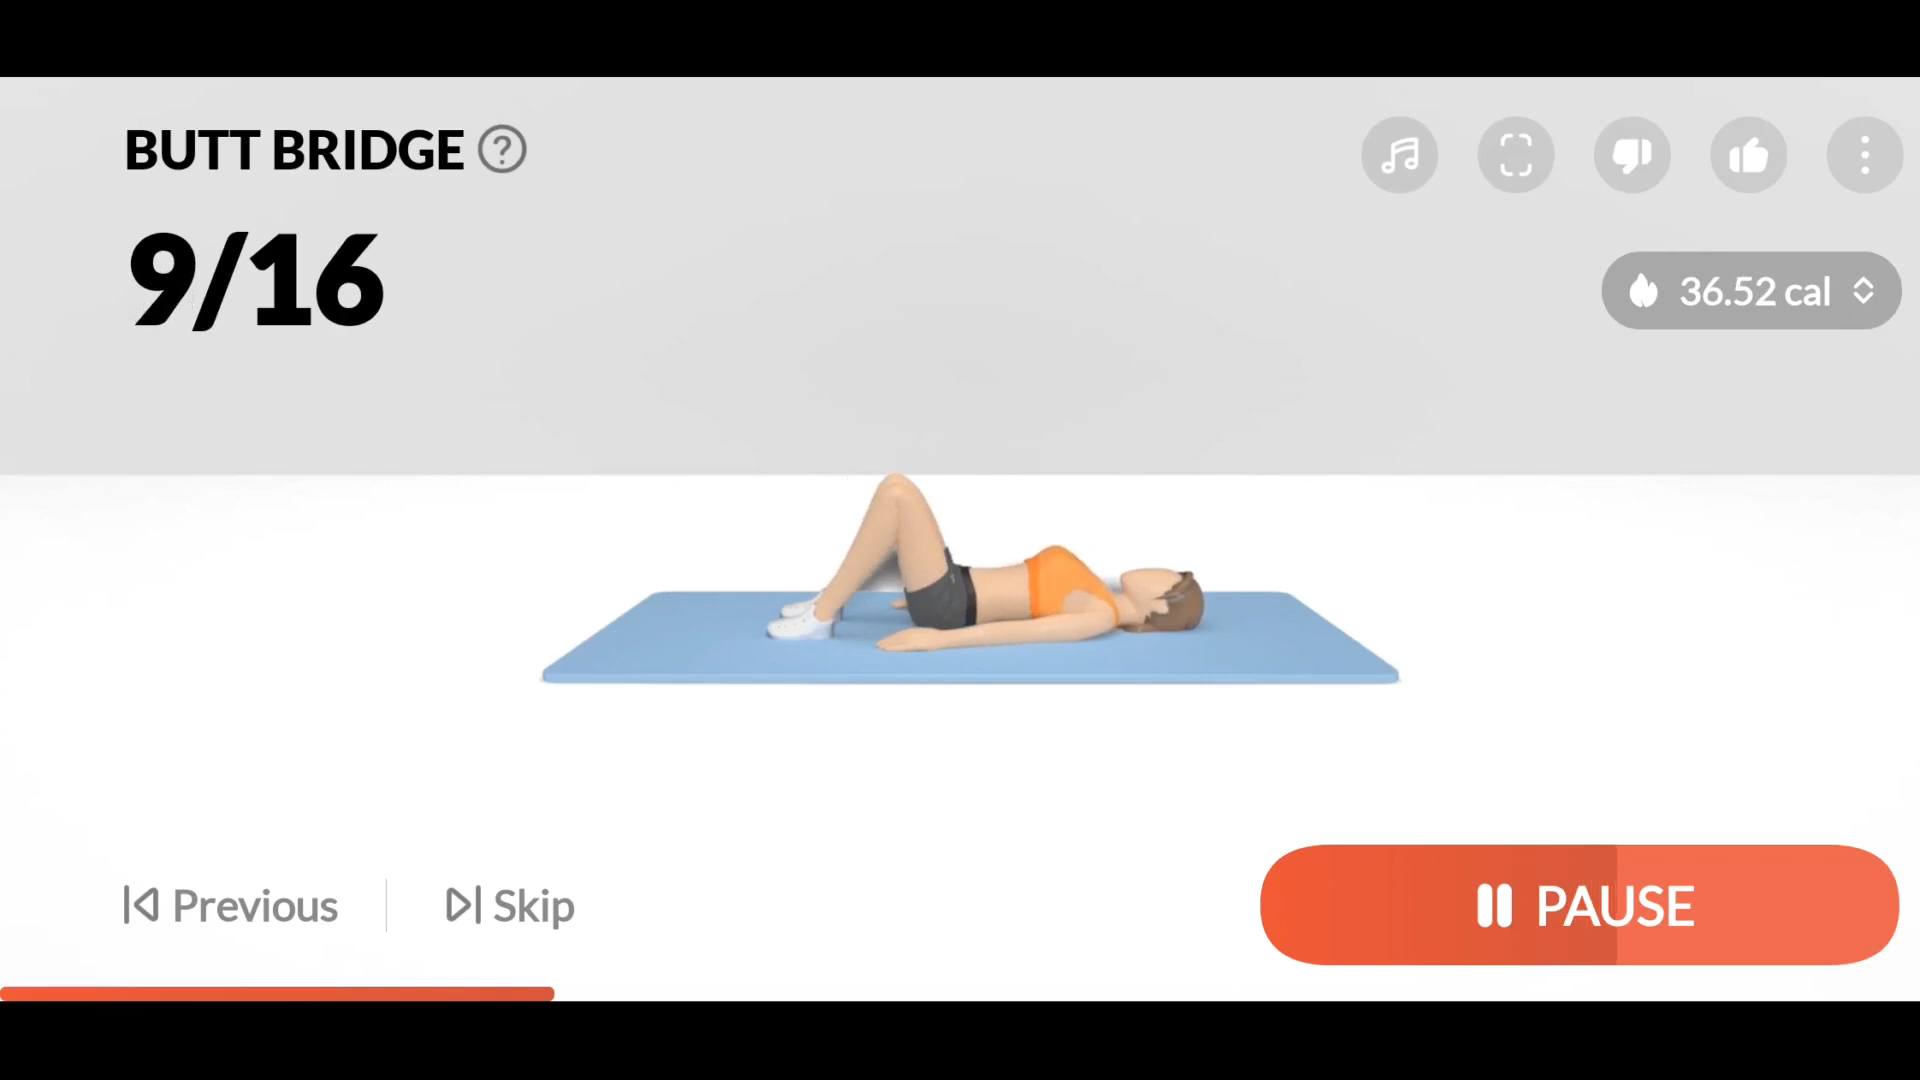 BUTT BRIDGE ?
9/16
36.52 cal
Previous
Skip
PAUSE